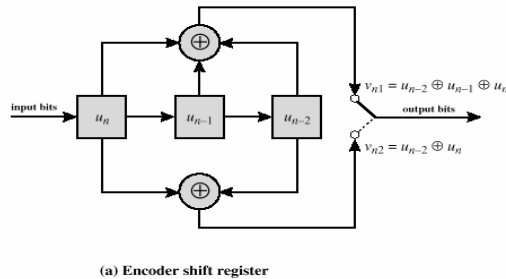 ⊕
v_{n1} = u_{n-2} ⊕ u_{n-1} ⊕ u_n
input bits
u_n
u_{n-1}
u_{n-2}
output bits
v_{n2} = u_{n-2} ⊕ u_n
⊕
(a) Encoder shift register